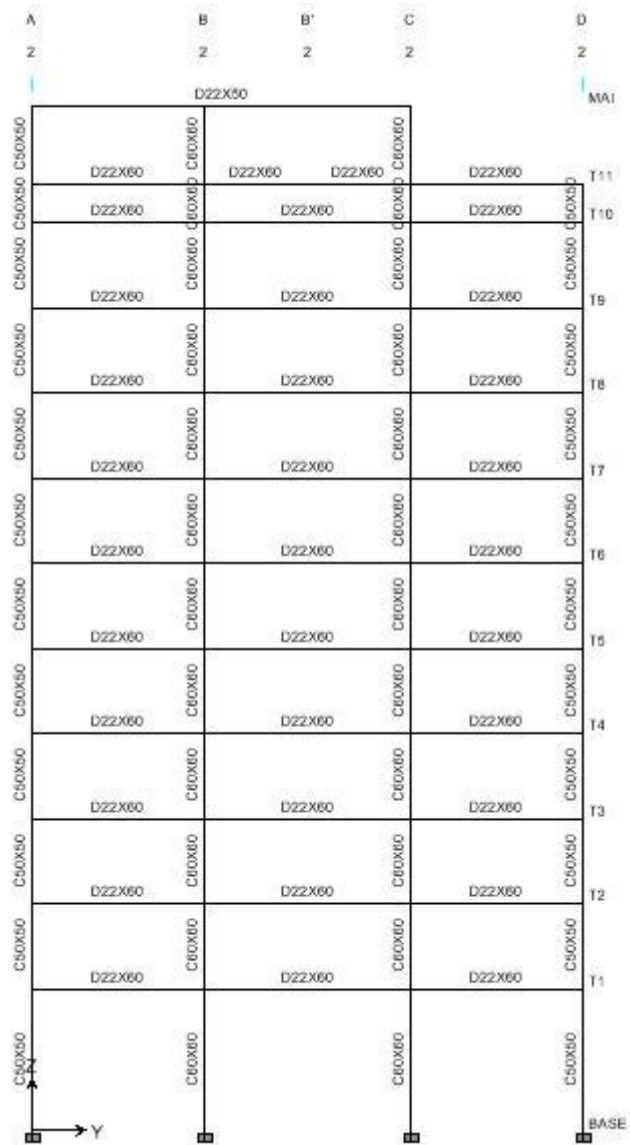 A B B' C D
2 2 2 2 2
D22X50 MAI
C50X50 C60X60 C60X60
D22X60 D22X60 D22X60 D22X60 T11
C50X50 C60X60 C60X60 C50X50
D22X60 D22X60 D22X60 T10
C50X50 C60X60 C60X60 C50X50
D22X60 D22X60 D22X60 T9
C50X50 C60X60 C60X60 C50X50
D22X60 D22X60 D22X60 T8
C50X50 C60X60 C60X60 C50X50
D22X60 D22X60 D22X60 T7
C50X50 C60X60 C60X60 C50X50
D22X60 D22X60 D22X60 T6
C50X50 C60X60 C60X60 C50X50
D22X60 D22X60 D22X60 T5
C50X50 C60X60 C60X60 C50X50
D22X60 D22X60 D22X60 T4
C50X50 C60X60 C60X60 C50X50
D22X60 D22X60 D22X60 T3
C50X50 C60X60 C60X60 C50X50
D22X60 D22X60 D22X60 T2
C50X50 C60X60 C60X60 C50X50
D22X60 D22X60 D22X60 T1
C50X50 C60X60 C60X60 C50X50
Z
Y BASE